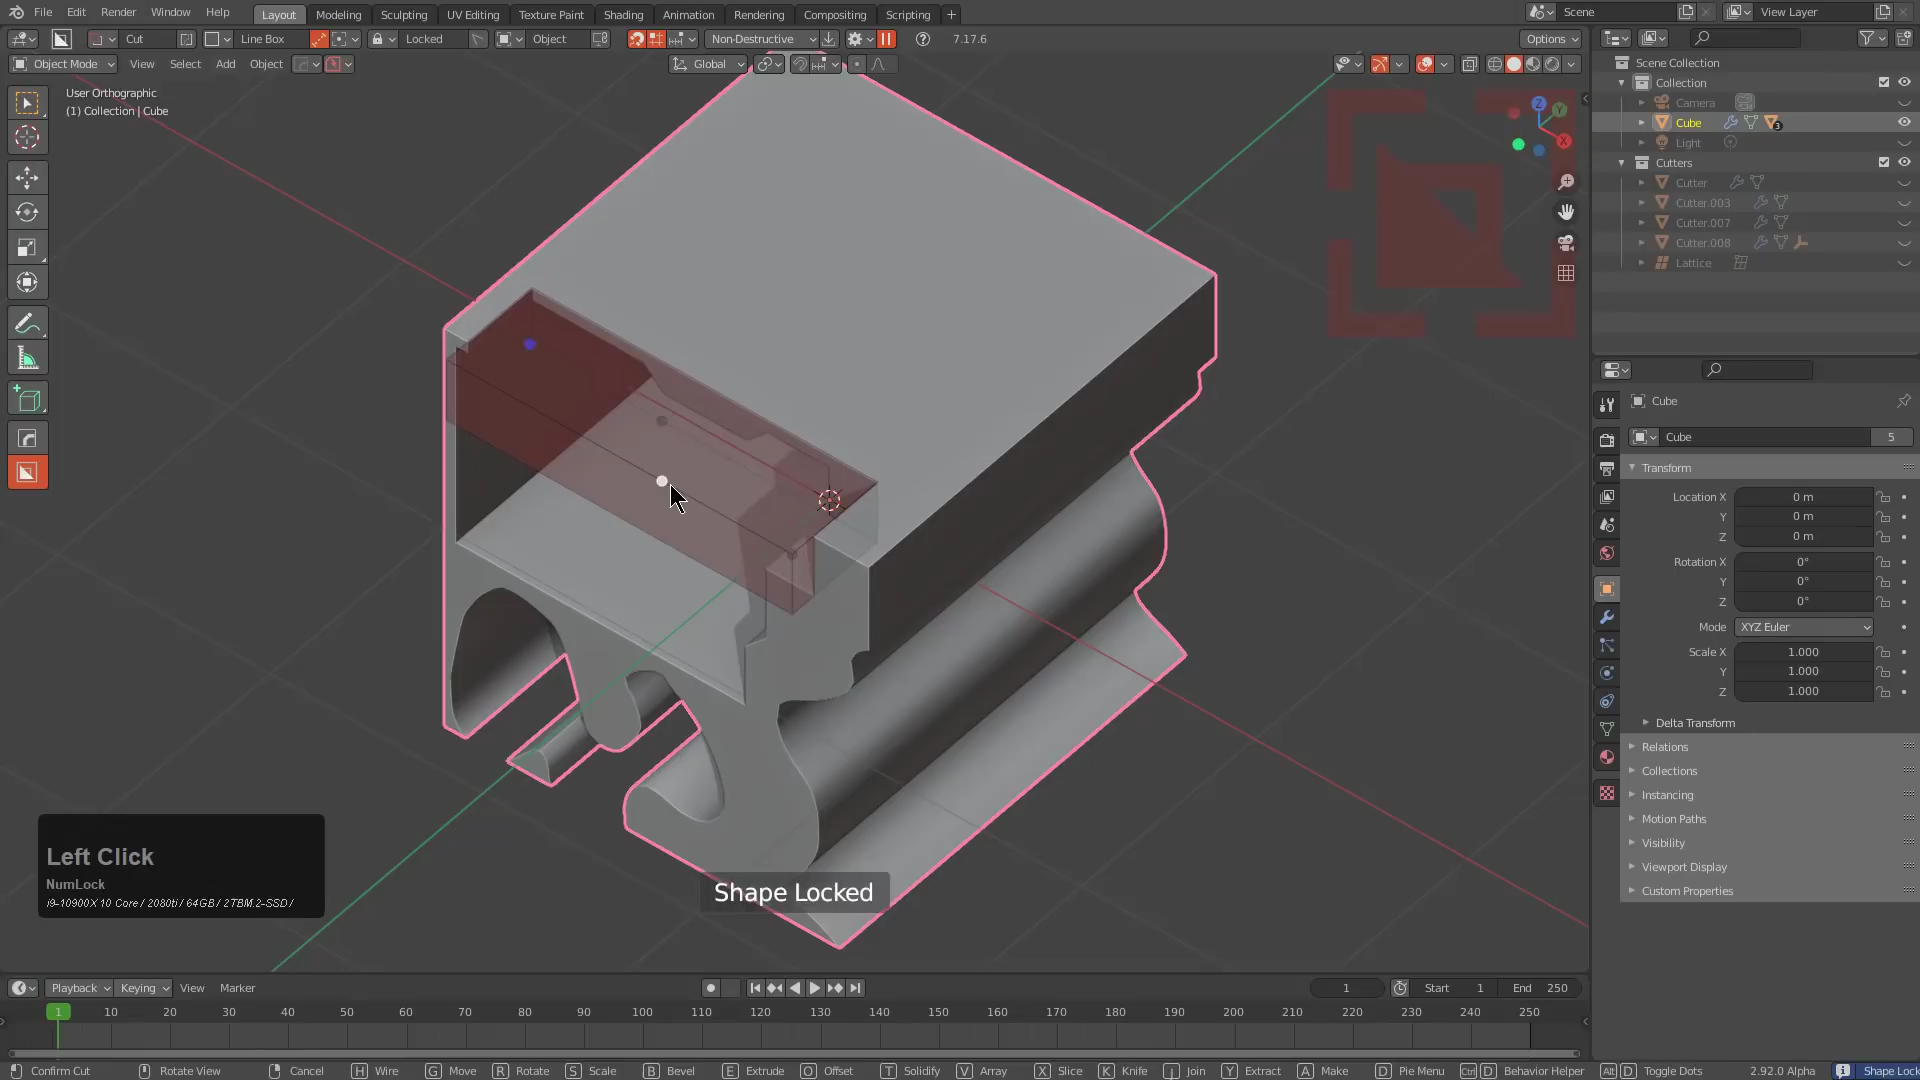 File Edit Render Window Help Layout Modeling Sculpting UV Editing Texture Paint Shading Animation Rendering Compositing Scripting + Scene View Layer
Cut Line Box Locked Object Non-Destructive 7.17.6 Options
Object Mode View Select Add Object Global
User Orthographic
(1) Collection | Cube
Scene Collection
Collection
Camera
Cube 3
Light
Cutters
Cutter
Cutter.003
Cutter.007
Cutter.008
Lattice
Z
Y
X
Cube
Cube 5
Transform
Location X 0 m
Y 0 m
Z 0 m
Rotation X 0°
Y 0°
Z 0°
Mode XYZ Euler
Scale X 1.000
Y 1.000
Z 1.000
Delta Transform
Relations
Collections
Instancing
Motion Paths
Visibility
Viewport Display
Custom Properties
Left Click
NumLock
i9-10900X 10 Core / 2080ti / 64GB / 2TBM.2-SSD /
Shape Locked
Playback Keying View Marker 1 Start 1 End 250
1 10 20 30 40 50 60 70 80 90 100 110 120 130 140 150 160 170 180 190 200 210 220 230 240 250
Confirm Cut Rotate View Cancel H Wire G Move R Rotate S Scale B Bevel E Extrude O Offset T Solidify V Array X Slice K Knife J Join Y Extract A Make D Pie Menu Ctrl D Behavior Helper Alt D Toggle Dots 2.92.0 Alpha Shape Lock